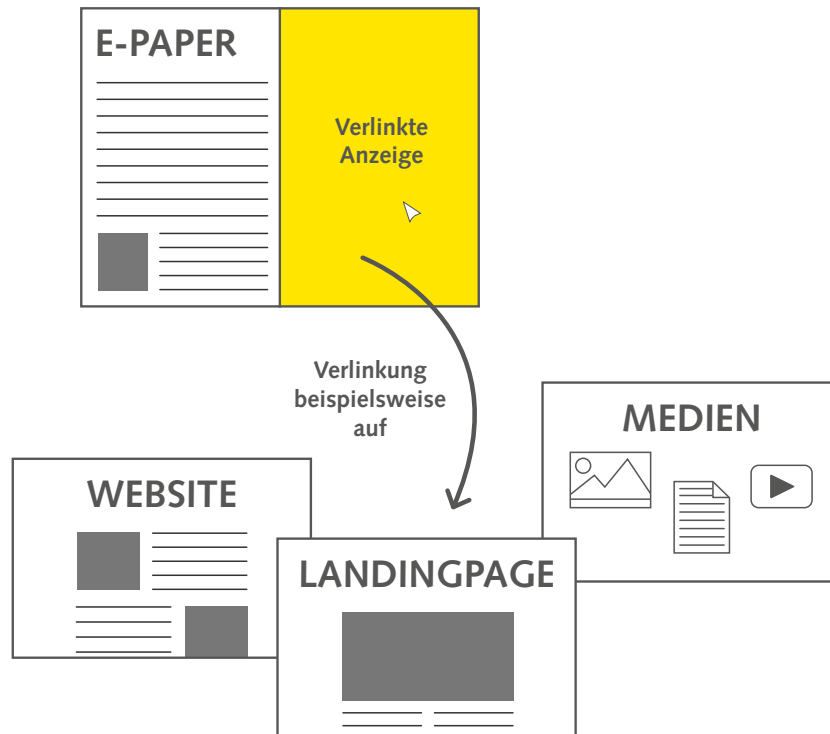 E-PAPER
Verlinkte
Anzeige
Verlinkung
beispielsweise
auf
MEDIEN
WEBSITE
LANDINGPAGE